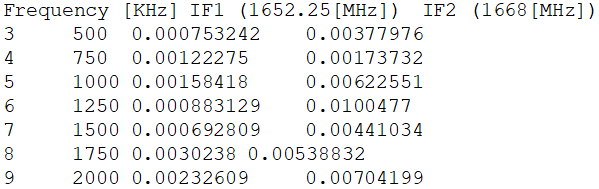 Frequency [KHz] IF1 (1652.25[MHz]) IF2 (1668[MHz])
3 500 0.000753242 0.00377976
4 750 0.00122275 0.00173732
5 1000 0.00158418 0.00622551
6 1250 0.000883129 0.0100477
7 1500 0.000692809 0.00441034
8 1750 0.0030238 0.00538832
9 2000 0.00232609 0.00704199